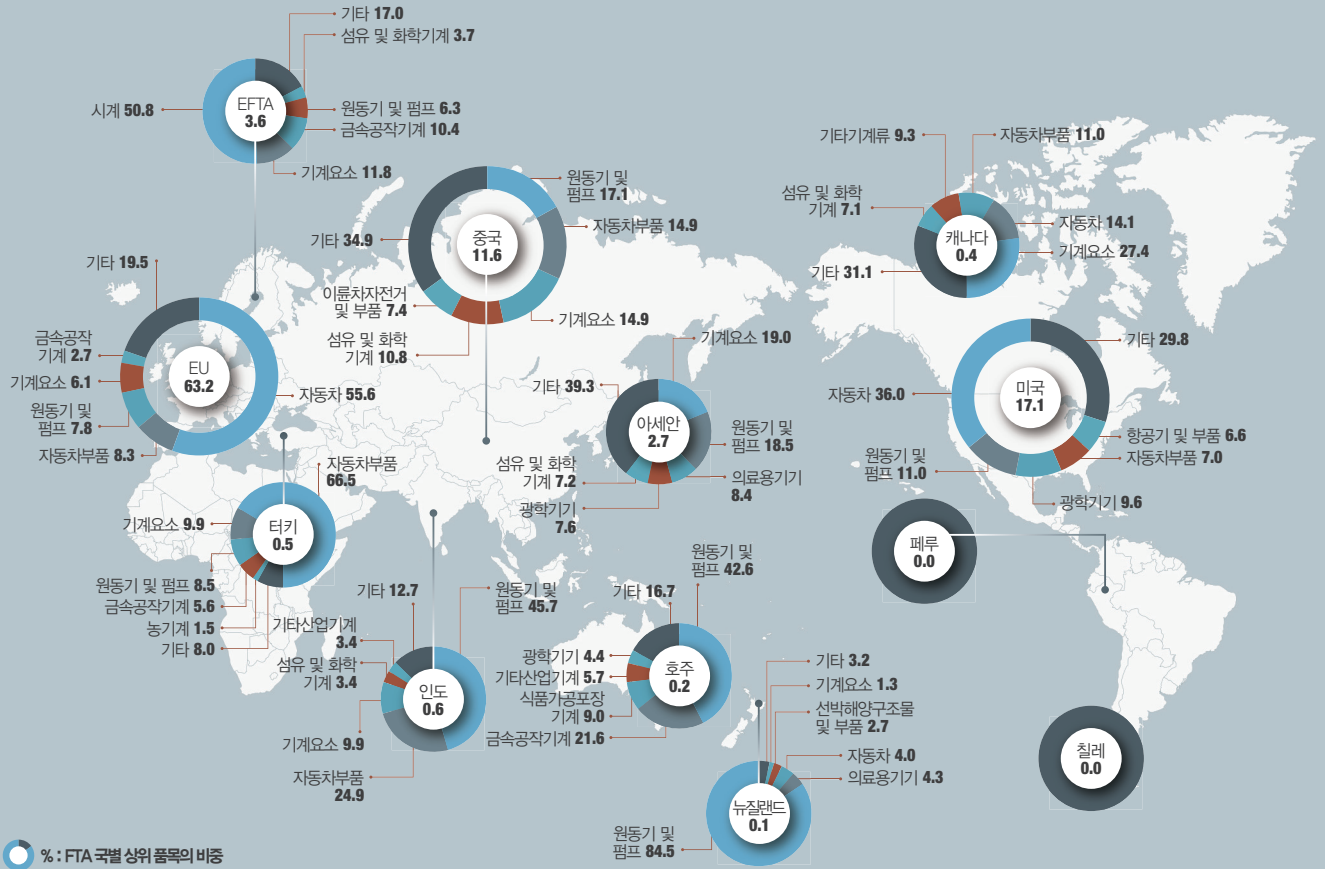 기타 17.0
섬유 및 화학기계 3.7
시계 50.8
EFTA
3.6
원동기 및 펌프 6.3
금속공작기계 10.4
기계요소 11.8
원동기 및
펌프 17.1
자동차부품 14.9
중국
11.6
기타 34.9
이륜차자전거
및 부품 7.4
섬유 및 화학
기계 10.8
기계요소 14.9
기타기계류 9.3
자동차부품 11.0
섬유 및 화학
기계 7.1
캐나다
0.4
자동차 14.1
기계요소 27.4
기타 31.1
기타 19.5
금속공작
기계 2.7
기계요소 6.1
원동기 및
펌프 7.8
자동차부품 8.3
EU
63.2
자동차 55.6
기계요소 19.0
기타 39.3
아세안
2.7
원동기 및
펌프 18.5
섬유 및 화학
기계 7.2
의료용기기
8.4
광학기기
7.6
기타 29.8
자동차 36.0
미국
17.1
항공기 및 부품 6.6
자동차부품 7.0
원동기 및
펌프 11.0
광학기기 9.6
자동차부품
66.5
기계요소 9.9
터키
0.5
원동기 및 펌프 8.5
금속공작기계 5.6
농기계 1.5
기타 8.0
페루
0.0
기타 12.7
원동기 및
펌프 45.7
기타산업기계
3.4
섬유 및 화학
기계 3.4
인도
0.6
기계요소 9.9
자동차부품
24.9
원동기 및
펌프 42.6
기타 16.7
광학기기 4.4
기타산업기계 5.7
식품가공포장
기계 9.0
금속공작기계 21.6
호주
0.2
기타 3.2
기계요소 1.3
선박해양구조물
및 부품 2.7
자동차 4.0
의료용기기 4.3
뉴질랜드
0.1
원동기 및
펌프 84.5
칠레
0.0
% : FTA 국별 상위 품목의 비중